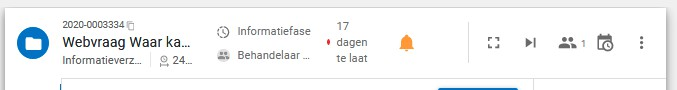 2020-0003334
Webvraag Waar ka...
Informatieverz...
24...
Informatiefase
Behandelaar ...
17
dagen
te laat
1